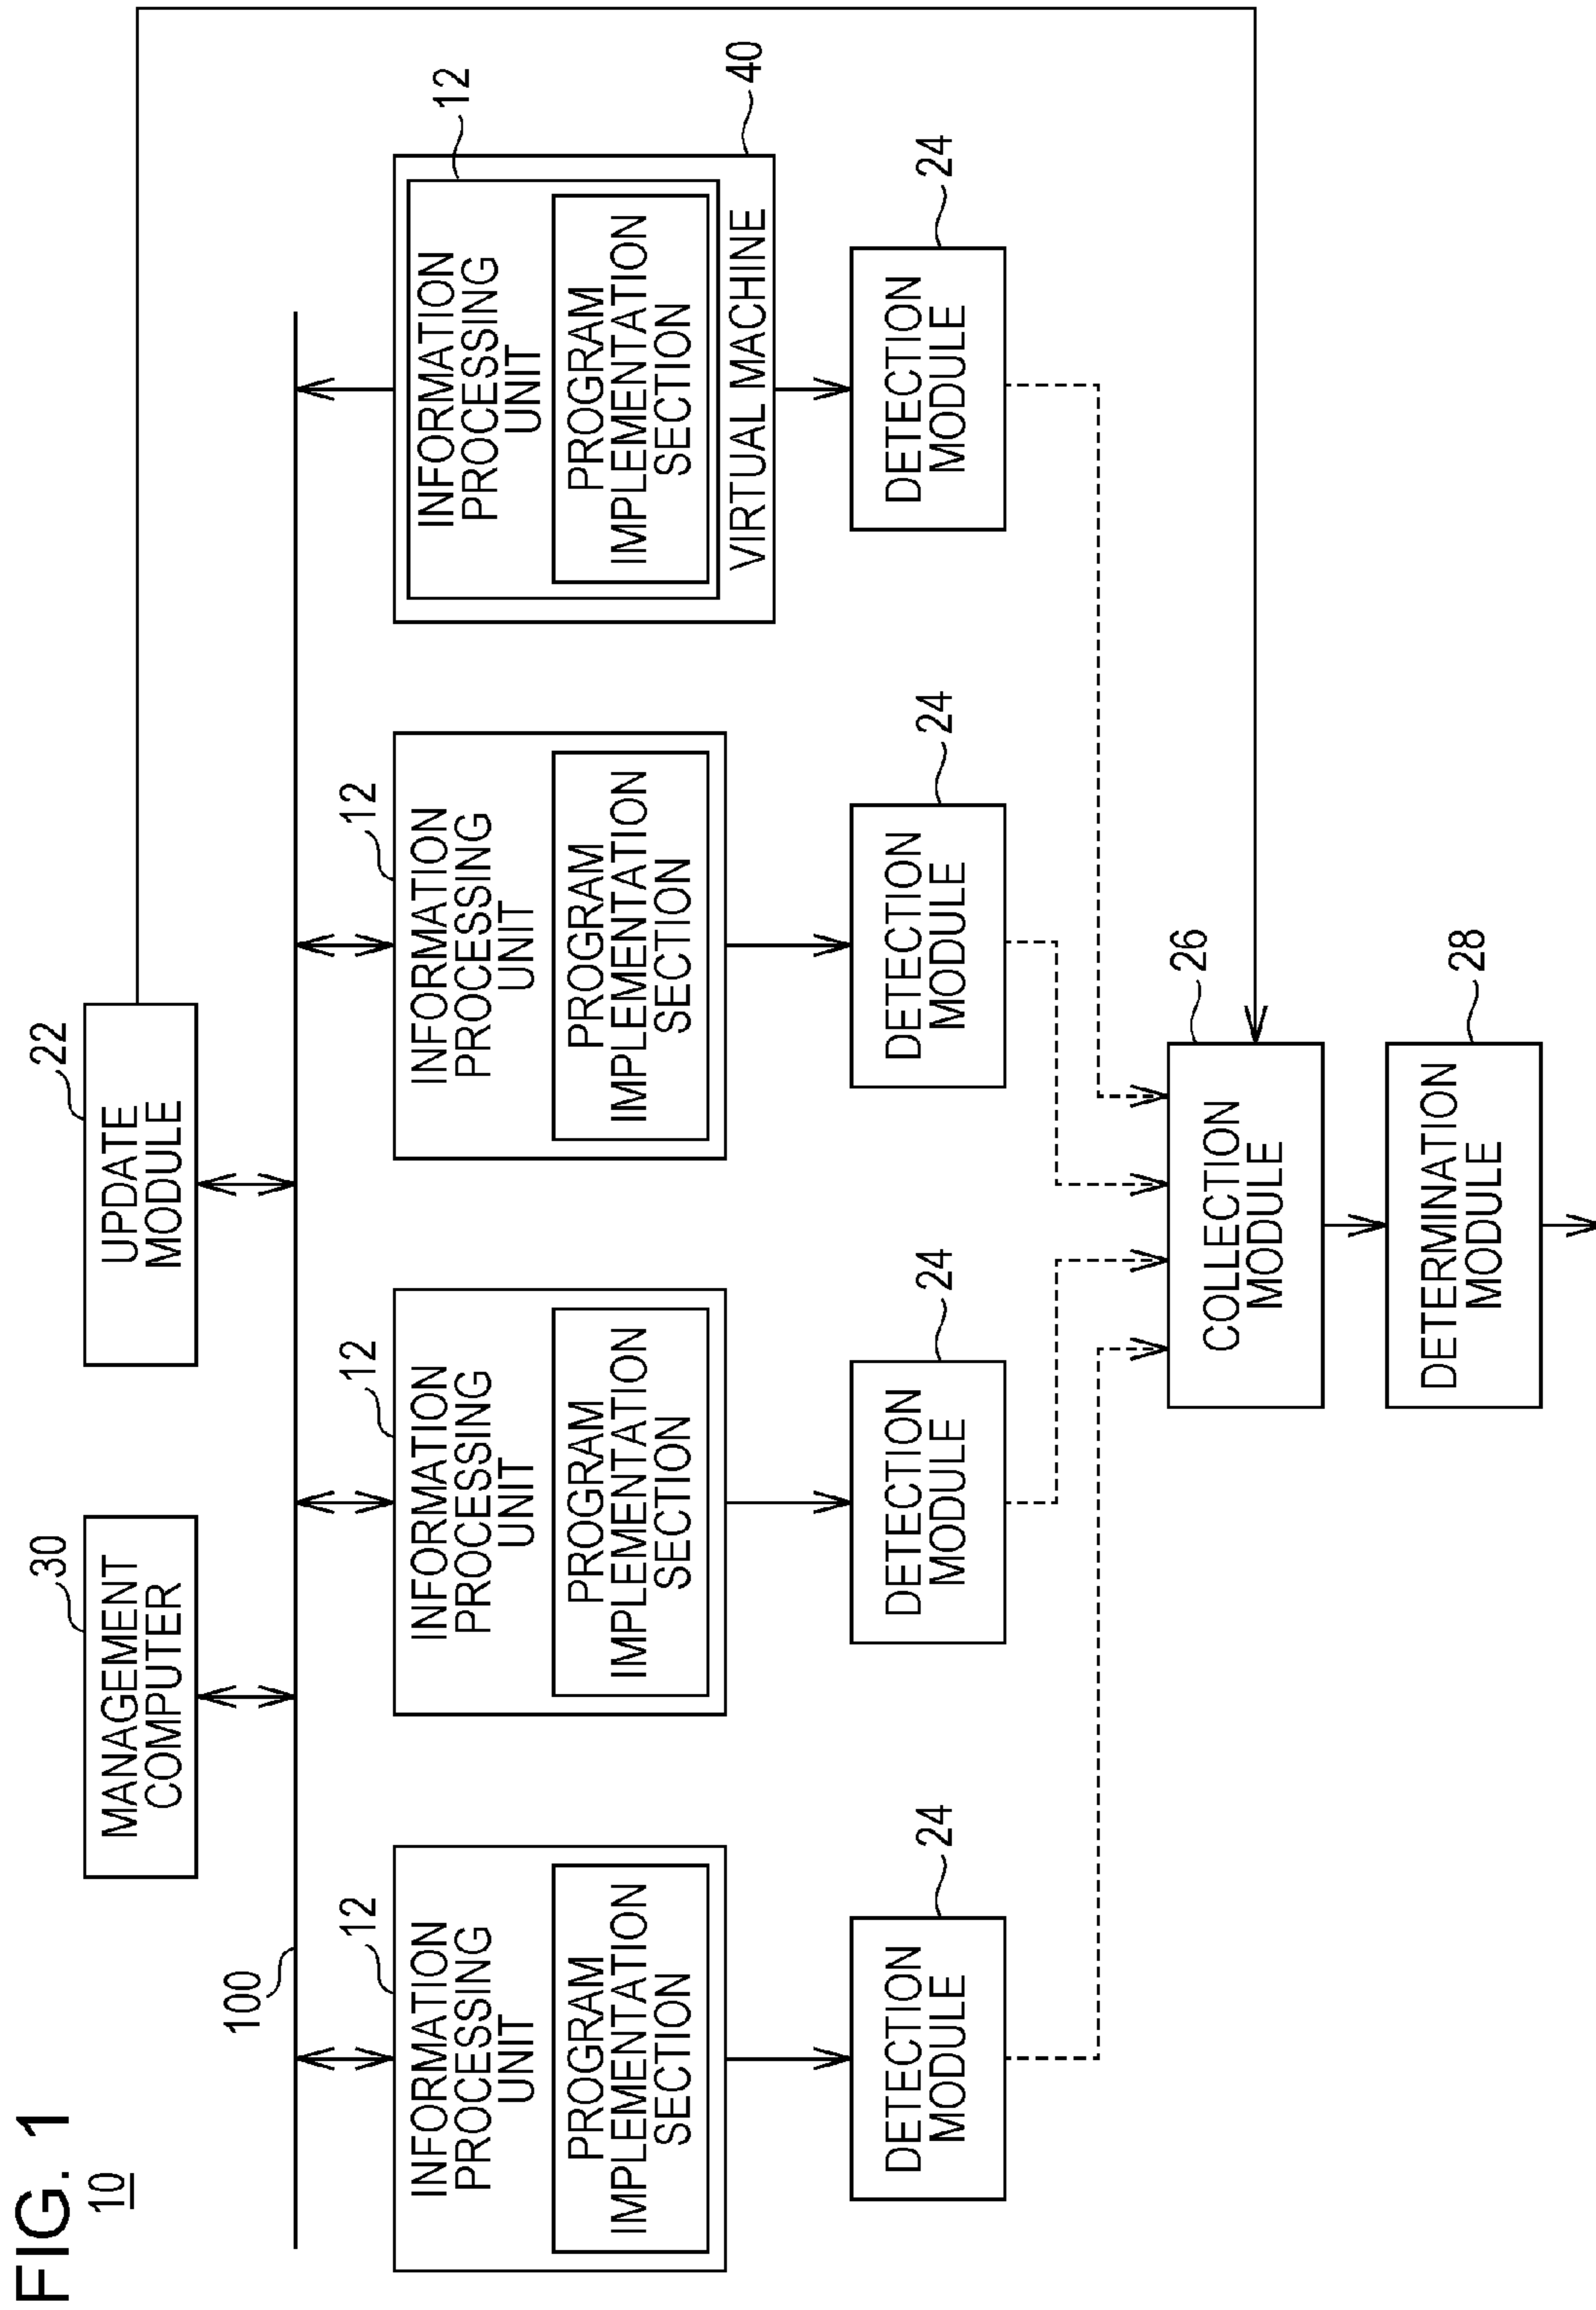 FIG. 1
10
MANAGEMENT
COMPUTER
30
UPDATE
MODULE
22
100
INFORMATION
PROCESSING
UNIT
12
PROGRAM
IMPLEMENTATION
SECTION
INFORMATION
PROCESSING
UNIT
12
PROGRAM
IMPLEMENTATION
SECTION
INFORMATION
PROCESSING
UNIT
12
PROGRAM
IMPLEMENTATION
SECTION
INFORMATION
PROCESSING
UNIT
12
PROGRAM
IMPLEMENTATION
SECTION
VIRTUAL MACHINE
40
DETECTION
MODULE
24
DETECTION
MODULE
24
DETECTION
MODULE
24
DETECTION
MODULE
24
COLLECTION
MODULE
26
DETERMINATION
MODULE
28